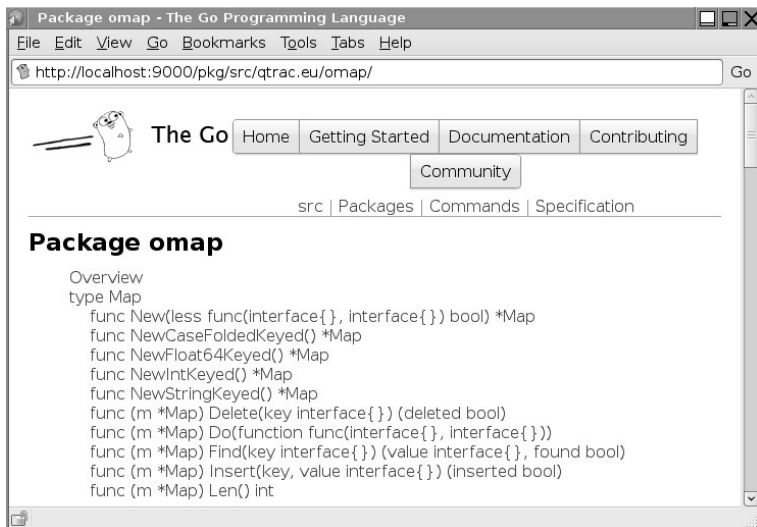 Package omap - The Go Programming Language
File Edit View Go Bookmarks Tools Tabs Help
http://localhost:9000/pkg/src/qtrac.eu/omap/ Go
The Go Home Getting Started Documentation Contributing
Community
src | Packages | Commands | Specification
Package omap
Overview
type Map
func New(less func(interface{}, interface{}) bool) *Map
func NewCaseFoldedKeyed() *Map
func NewFloat64Keyed() *Map
func NewIntKeyed() *Map
func NewStringKeyed() *Map
func (m *Map) Delete(key interface{}) (deleted bool)
func (m *Map) Do(function func(interface{}, interface{}))
func (m *Map) Find(key interface{}) (value interface{}, found bool)
func (m *Map) Insert(key, value interface{}) (inserted bool)
func (m *Map) Len() int